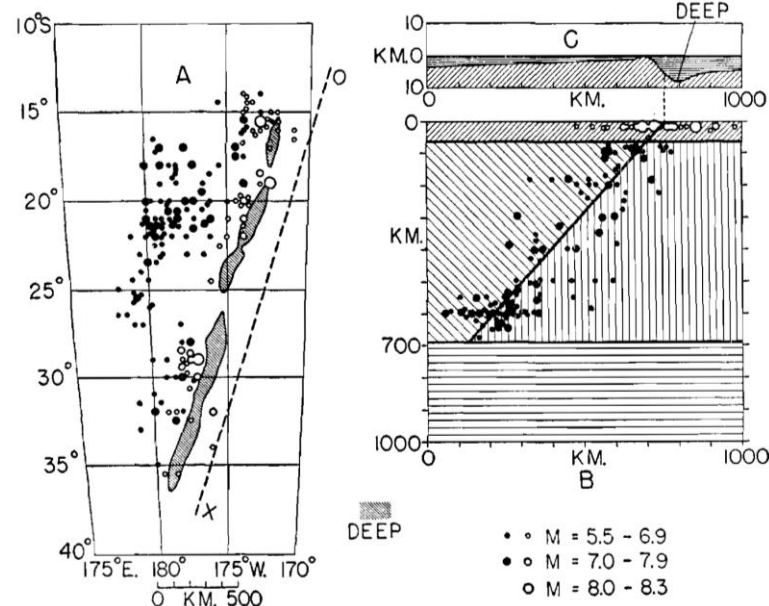 A
10°S
15°
20°
25°
30°
35°
40°
O
X
175°E. 180° 175°W. 170°
0 KM. 500
DEEP
DEEP
C
10
KM.0
10
0 KM. 1000
0
KM.
700
1000
0 KM. 1000
B
M = 5.5 - 6.9
M = 7.0 - 7.9
M = 8.0 - 8.3